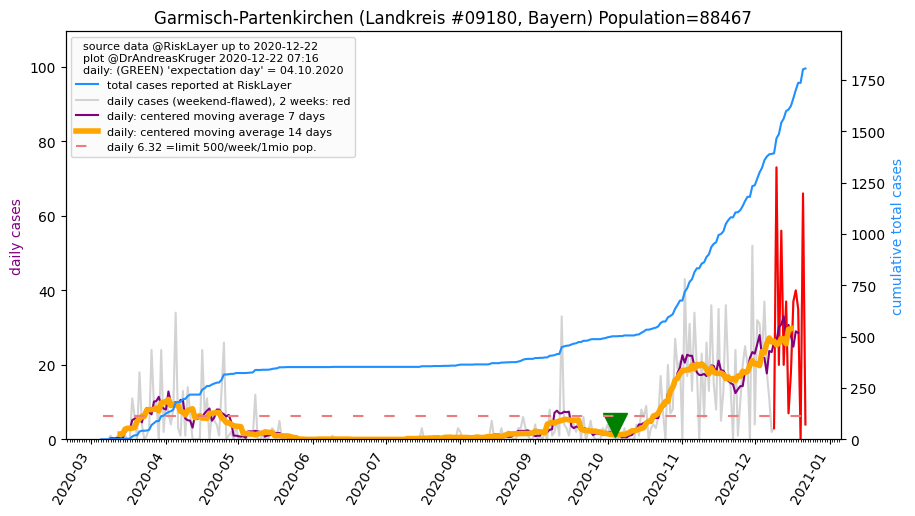 Garmisch-Partenkirchen (Landkreis #09180, Bayern) Population=88467
source data @RiskLayer up to 2020-12-22
plot @DrAndreasKruger 2020-12-22 07:16
daily: (GREEN) 'expectation day' = 04.10.2020
total cases reported at RiskLayer
daily cases (weekend-flawed), 2 weeks: red
daily: centered moving average 7 days
daily: centered moving average 14 days
daily 6.32 =limit 500/week/1mio pop.
daily cases
100
80
60
40
20
0
cumulative total cases
1750
1500
1250
1000
750
500
250
0
2020-03
2020-04
2020-05
2020-06
2020-07
2020-08
2020-09
2020-10
2020-11
2020-12
2021-01